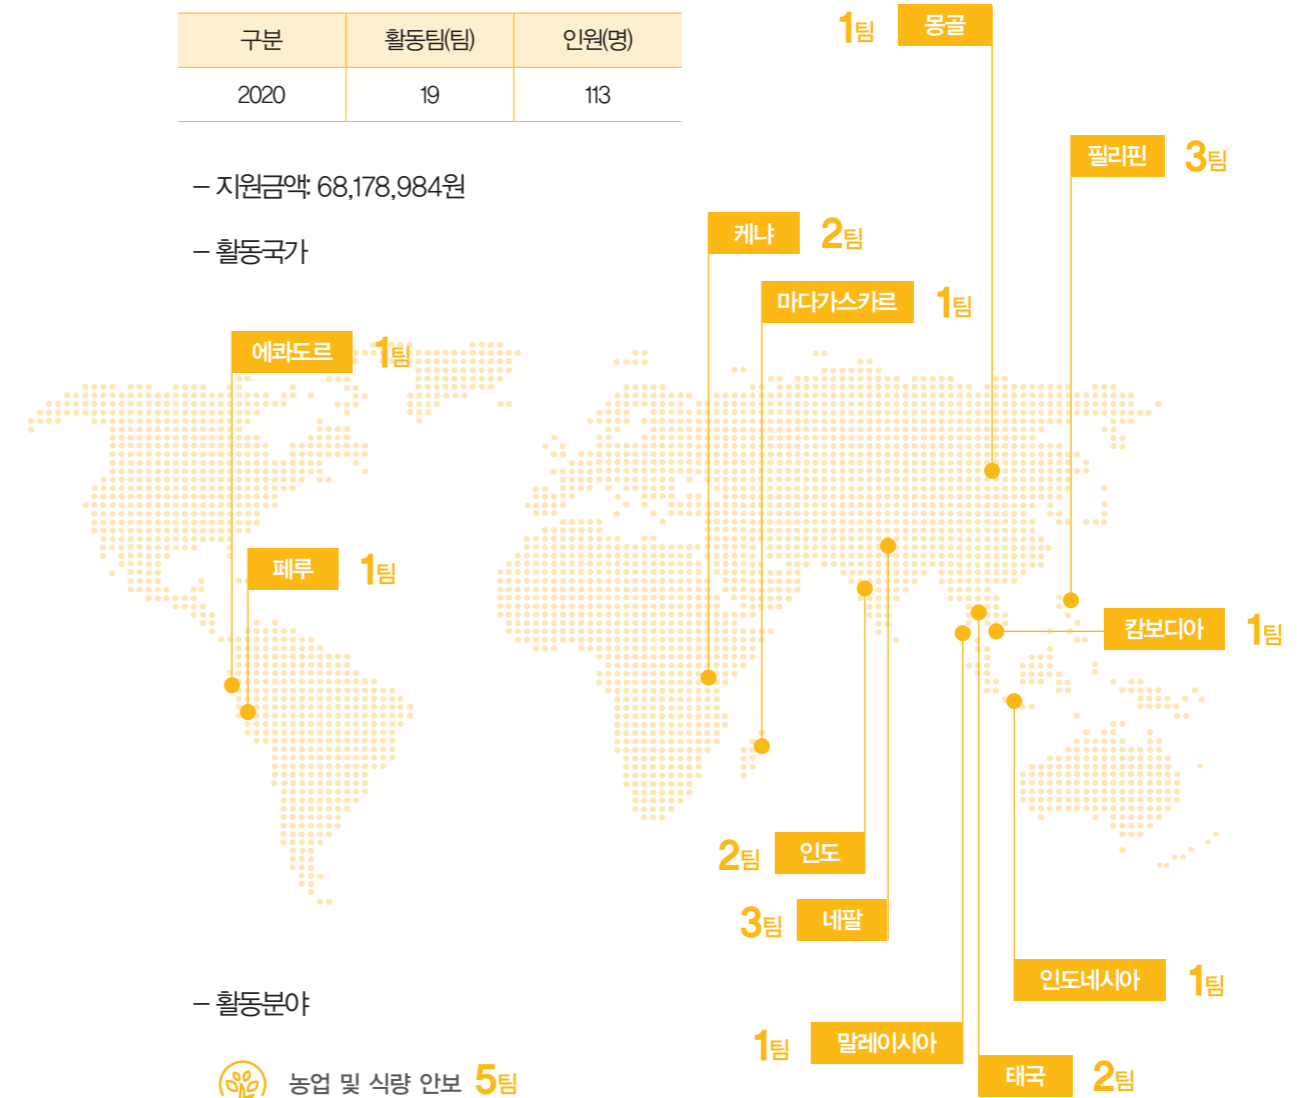 구분 활동팀(팀) 인원(명)
2020 19 113
– 지원금액: 68,178,984원
– 활동국가
몽골 1팀
필리핀 3팀
케냐 2팀
마다가스카르 1팀
에콰도르 1팀
페루 1팀
캄보디아 1팀
2팀 인도
3팀 네팔
인도네시아 1팀
1팀 말레이시아
태국 2팀
– 활동분야
농업 및 식량 안보 5팀